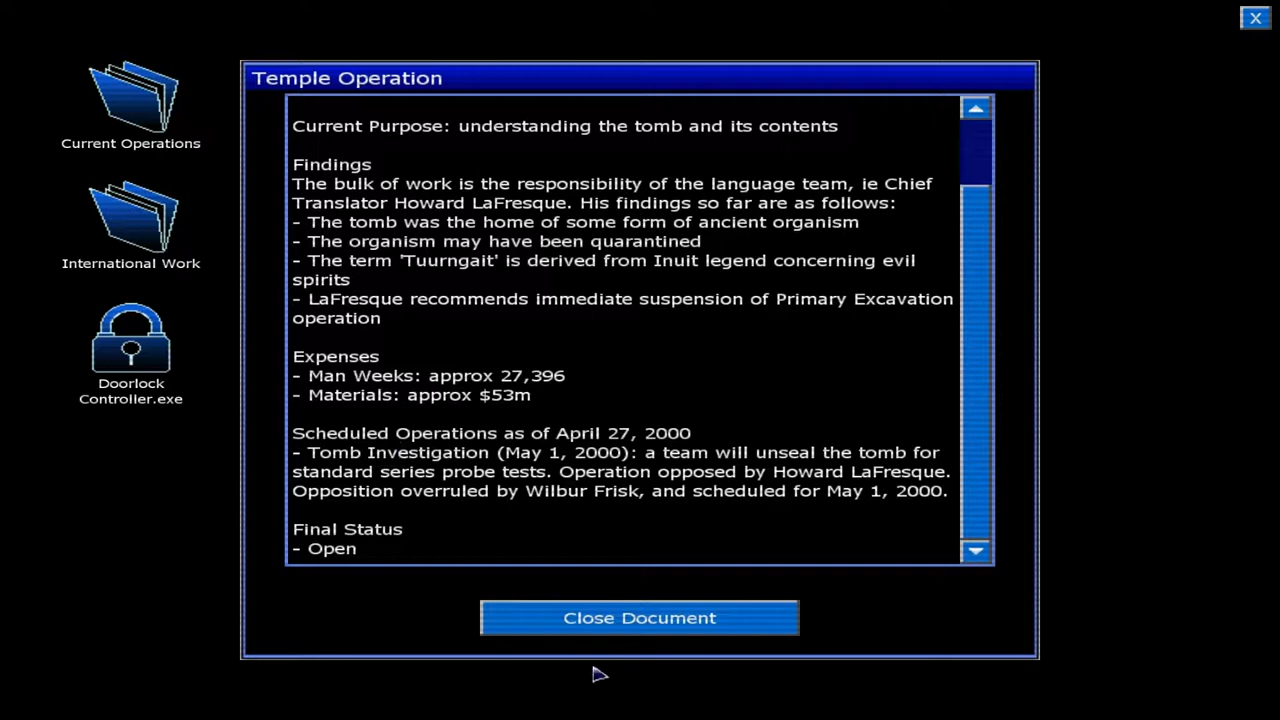 X
Temple Operation
Current Operations
International Work
Doorlock
Controller.exe
Current Purpose: understanding the tomb and its contents
Findings
The bulk of work is the responsibility of the language team, ie Chief
Translator Howard LaFresque. His findings so far are as follows:
- The tomb was the home of some form of ancient organism
- The organism may have been quarantined
- The term 'Tuurngait' is derived from Inuit legend concerning evil
spirits
- LaFresque recommends immediate suspension of Primary Excavation
operation
Expenses
- Man Weeks: approx 27,396
- Materials: approx $53m
Scheduled Operations as of April 27, 2000
- Tomb Investigation (May 1, 2000): a team will unseal the tomb for
standard series probe tests. Operation opposed by Howard LaFresque.
Opposition overruled by Wilbur Frisk, and scheduled for May 1, 2000.
Final Status
- Open
Close Document